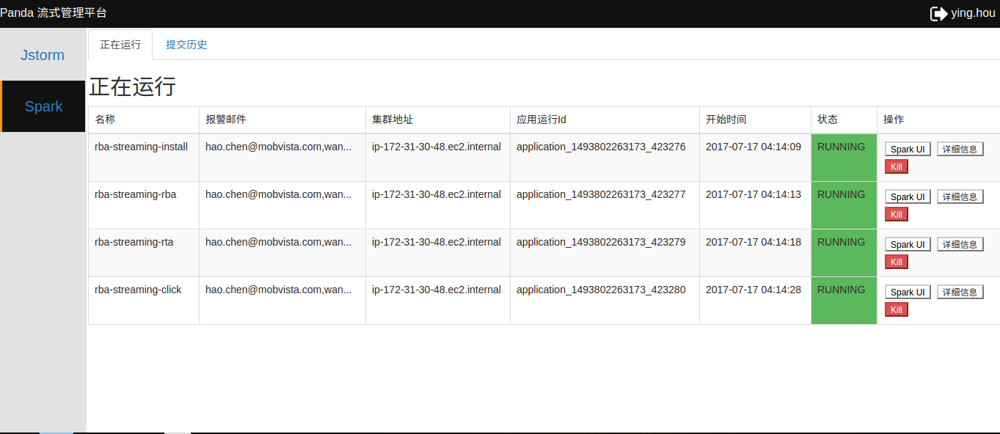 Panda 流式管理平台
ying.hou
Jstorm
Spark
正在运行 提交历史
正在运行
名称 报警邮件 集群地址 应用运行Id 开始时间 状态 操作
rba-streaming-install hao.chen@mobvista.com,wan... ip-172-31-30-48.ec2.internal application_1493802263173_423276 2017-07-17 04:14:09 RUNNING Spark UI 详细信息
Kill
rba-streaming-rba hao.chen@mobvista.com,wan... ip-172-31-30-48.ec2.internal application_1493802263173_423277 2017-07-17 04:14:13 RUNNING Spark UI 详细信息
Kill
rba-streaming-rta hao.chen@mobvista.com,wan... ip-172-31-30-48.ec2.internal application_1493802263173_423279 2017-07-17 04:14:18 RUNNING Spark UI 详细信息
Kill
rba-streaming-click hao.chen@mobvista.com,wan... ip-172-31-30-48.ec2.internal application_1493802263173_423280 2017-07-17 04:14:28 RUNNING Spark UI 详细信息
Kill